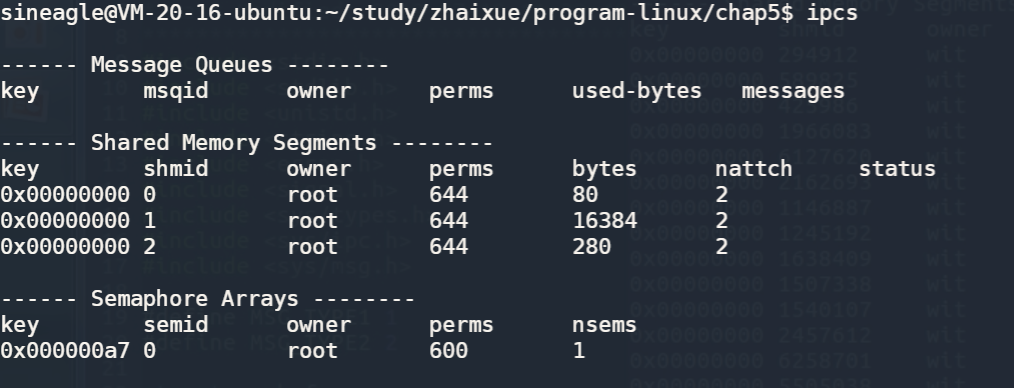 sineagle@VM-20-16-ubuntu:~/study/zhaixue/program-linux/chap5$ ipcs
------ Message Queues --------
key msqid owner perms used-bytes messages
------ Shared Memory Segments --------
key shmid owner perms bytes nattch status
0x00000000 0 root 644 80 2
0x00000000 1 root 644 16384 2
0x00000000 2 root 644 280 2
------ Semaphore Arrays --------
key semid owner perms nsems
0x000000a7 0 root 600 1